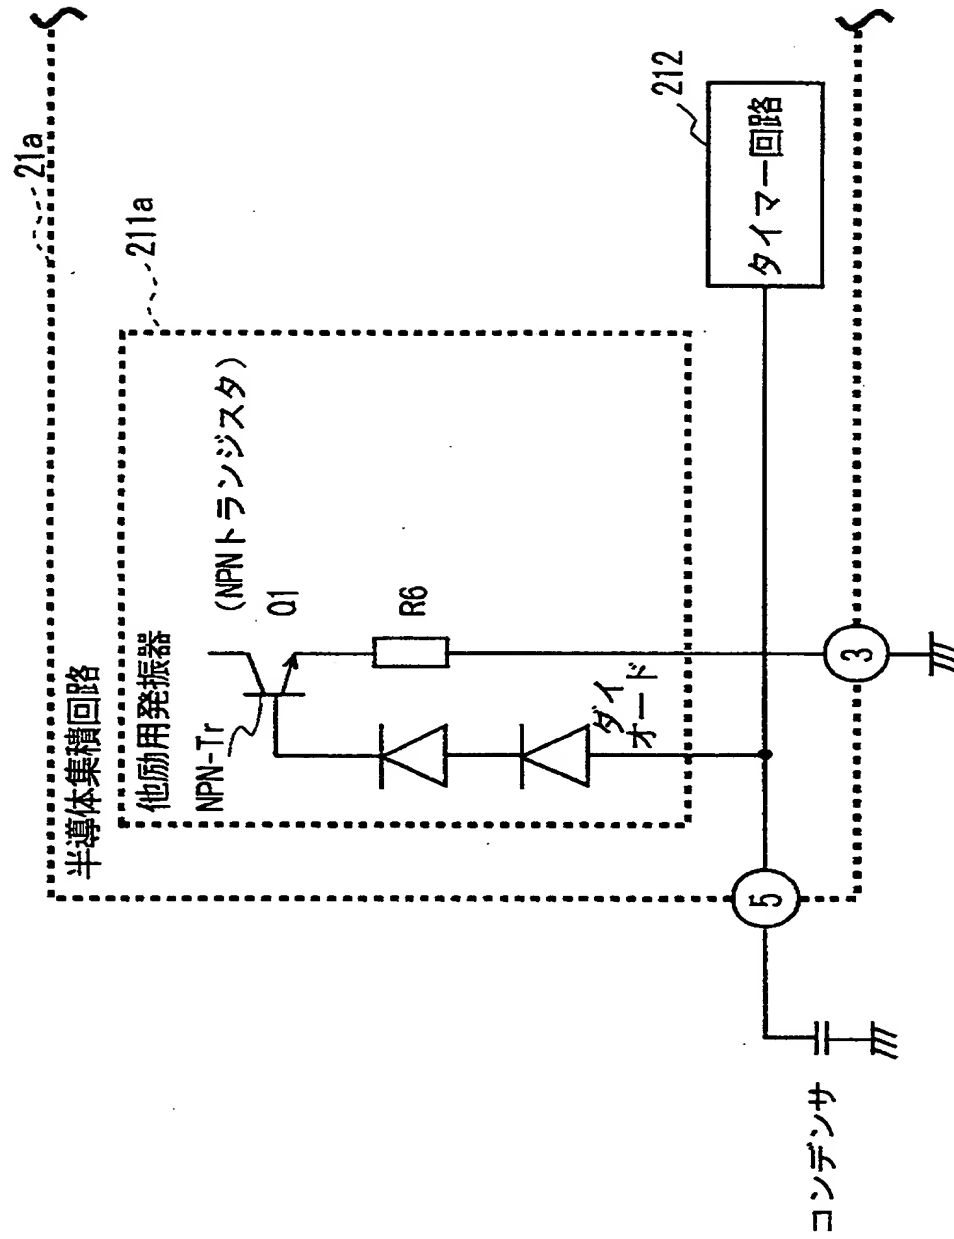 21a
半導体集積回路
211a
他励用発振器
NPN-Tr
(NPNトランジスタ)
Q1
R6
ダイ
オード
212
タイマー回路
5
3
コンデンサ